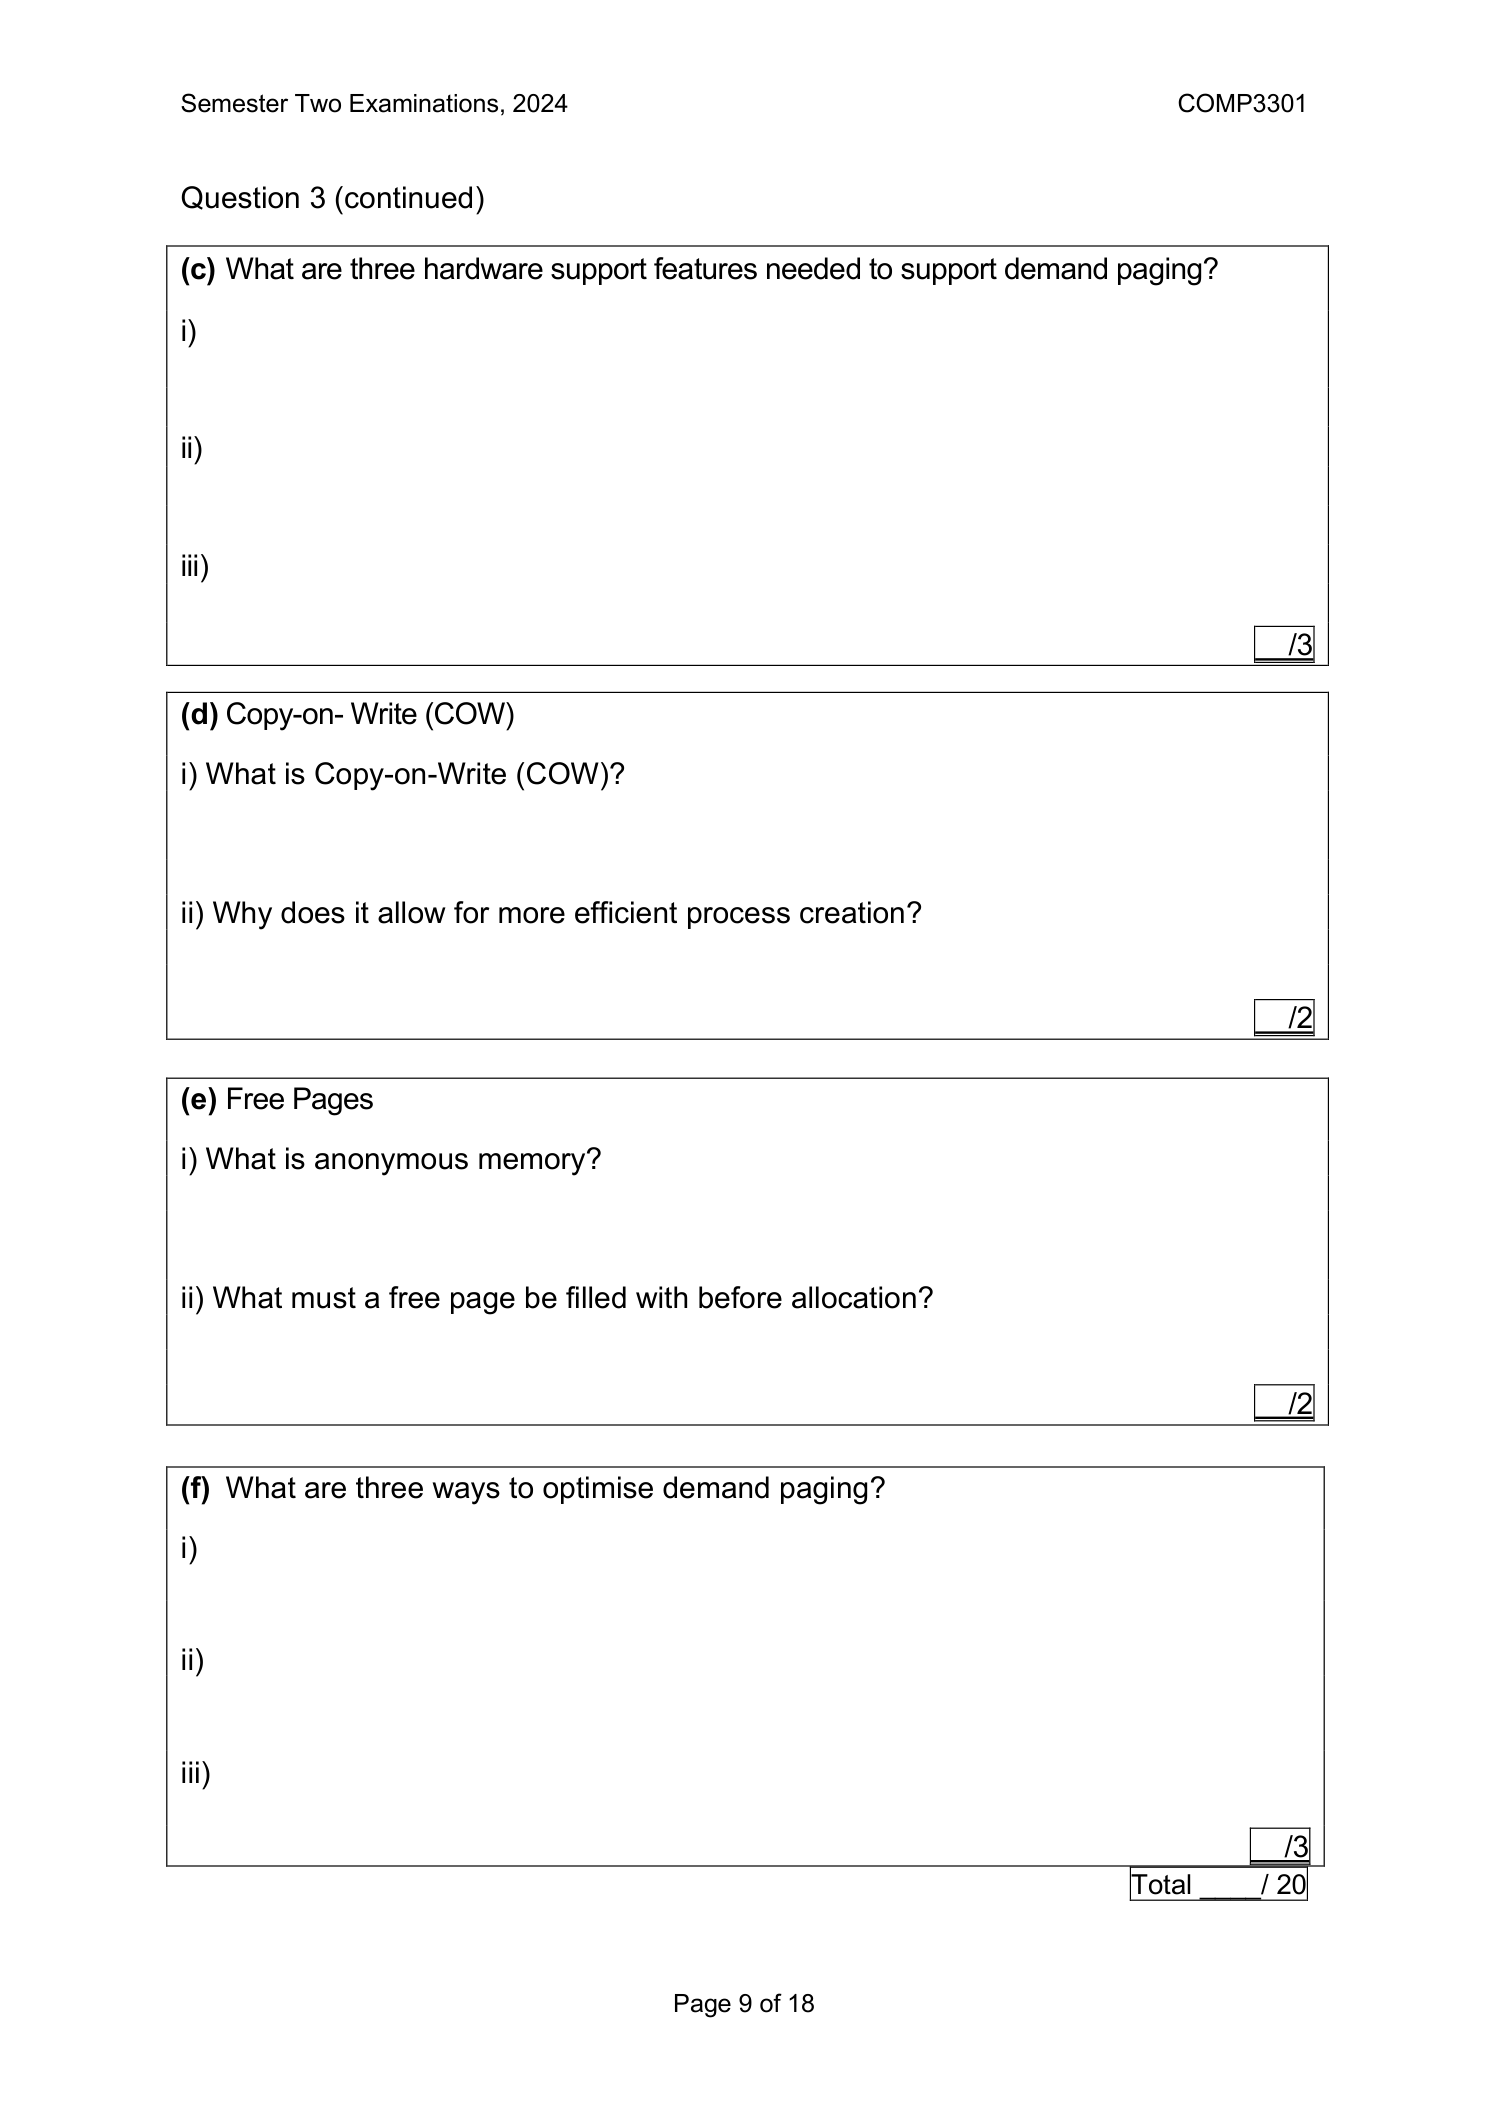 Semester Two Examinations, 2024 COMP3301
Question 3 (continued)
(c) What are three hardware support features needed to support demand paging?
i)
ii)
iii)
___/3
(d) Copy-on- Write (COW)
i) What is Copy-on-Write (COW)?
ii) Why does it allow for more efficient process creation?
___/2
(e) Free Pages
i) What is anonymous memory?
ii) What must a free page be filled with before allocation?
___/2
(f) What are three ways to optimise demand paging?
i)
ii)
iii)
___/3
Total ____/ 20
Page 9 of 18